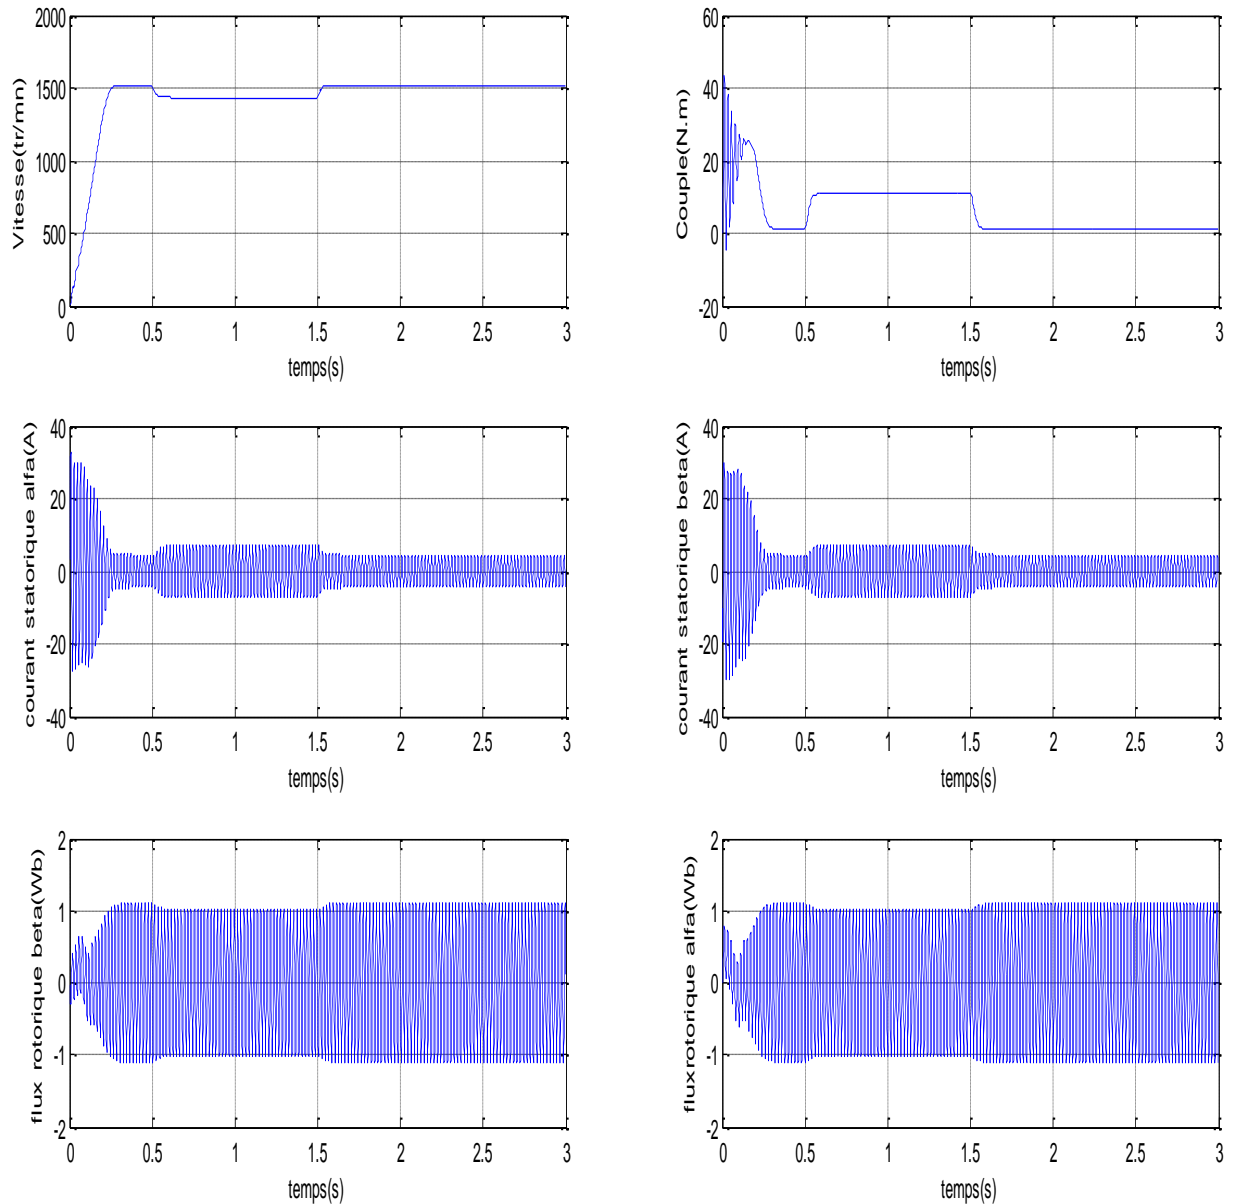 2000
1500
1000
500
0
Vitesse(tr/mn)
0 0.5 1 1.5 2 2.5 3
temps(s)
60
40
20
0
-20
Couple(N.m)
0 0.5 1 1.5 2 2.5 3
temps(s)
40
20
0
-20
-40
courant statorique alfa(A)
0 0.5 1 1.5 2 2.5 3
temps(s)
40
20
0
-20
-40
courant statorique beta(A)
0 0.5 1 1.5 2 2.5 3
temps(s)
2
1
0
-1
-2
flux rotorique beta(Wb)
0 0.5 1 1.5 2 2.5 3
temps(s)
2
1
0
-1
-2
fluxrotorique alfa(Wb)
0 0.5 1 1.5 2 2.5 3
temps(s)